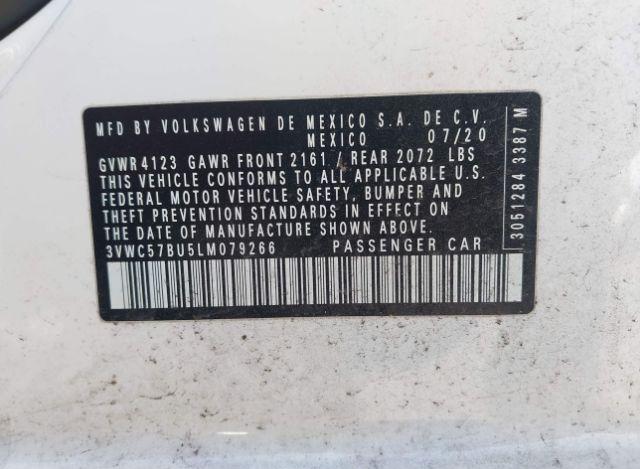 MFD BY VOLKSWAGEN DE MEXICO S.A. DE C.V.
MEXICO 07/20
GVWR 4123 GAWR FRONT 2161 / REAR 2072 LBS
THIS VEHICLE CONFORMS TO ALL APPLICABLE U.S.
FEDERAL MOTOR VEHICLE SAFETY, BUMPER AND
THEFT PREVENTION STANDARDS IN EFFECT ON
THE DATE OF MANUFACTURE SHOWN ABOVE.
3VWC57BU5LM079266 PASSENGER CAR
3051284 3387 M